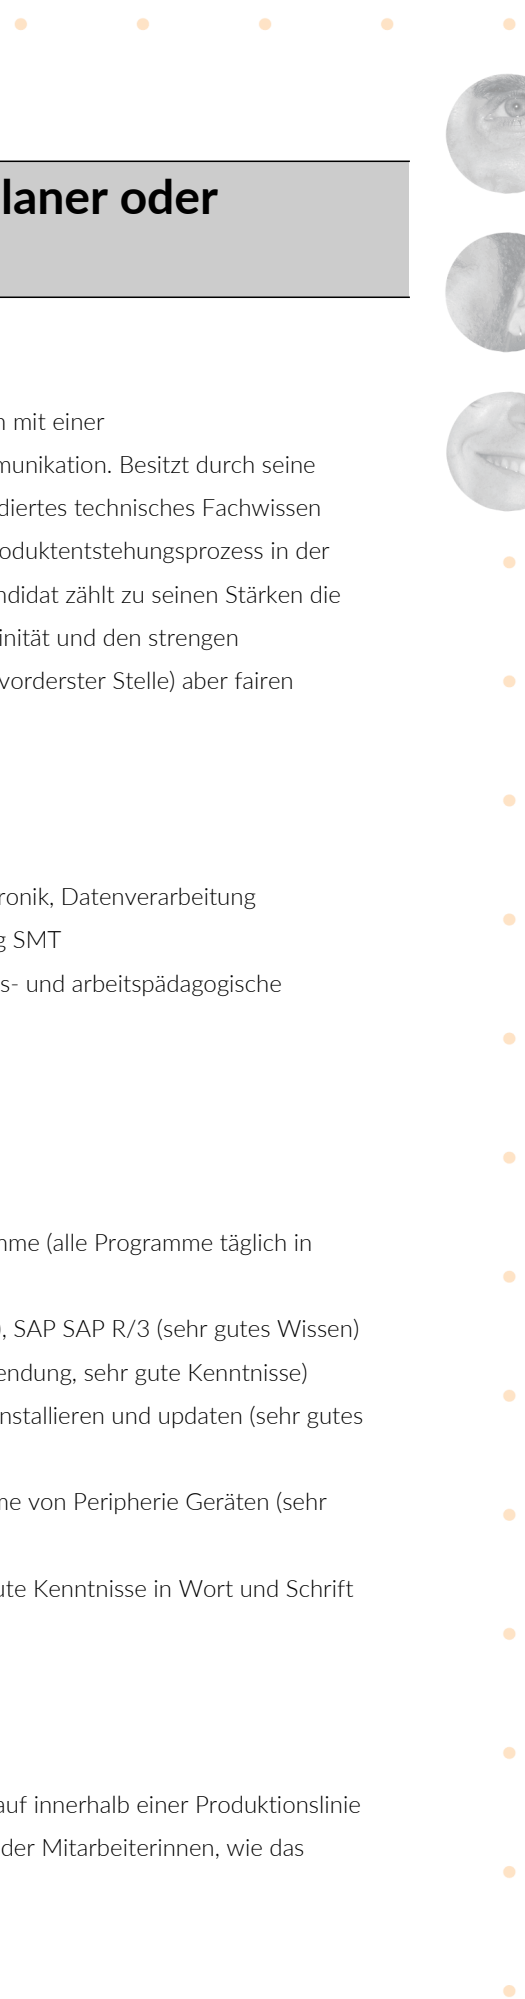 laner oder
n mit einer
munikation. Besitzt durch seine
diertes technisches Fachwissen
oduktentstehungsprozess in der
ndidat zählt zu seinen Stärken die
inität und den strengen
vorderster Stelle) aber fairen
ronik, Datenverarbeitung
g SMT
s- und arbeitspädagogische
mme (alle Programme täglich in
, SAP SAP R/3 (sehr gutes Wissen)
endung, sehr gute Kenntnisse)
nstallieren und updaten (sehr gutes
me von Peripherie Geräten (sehr
ute Kenntnisse in Wort und Schrift
auf innerhalb einer Produktionslinie
der Mitarbeiterinnen, wie das